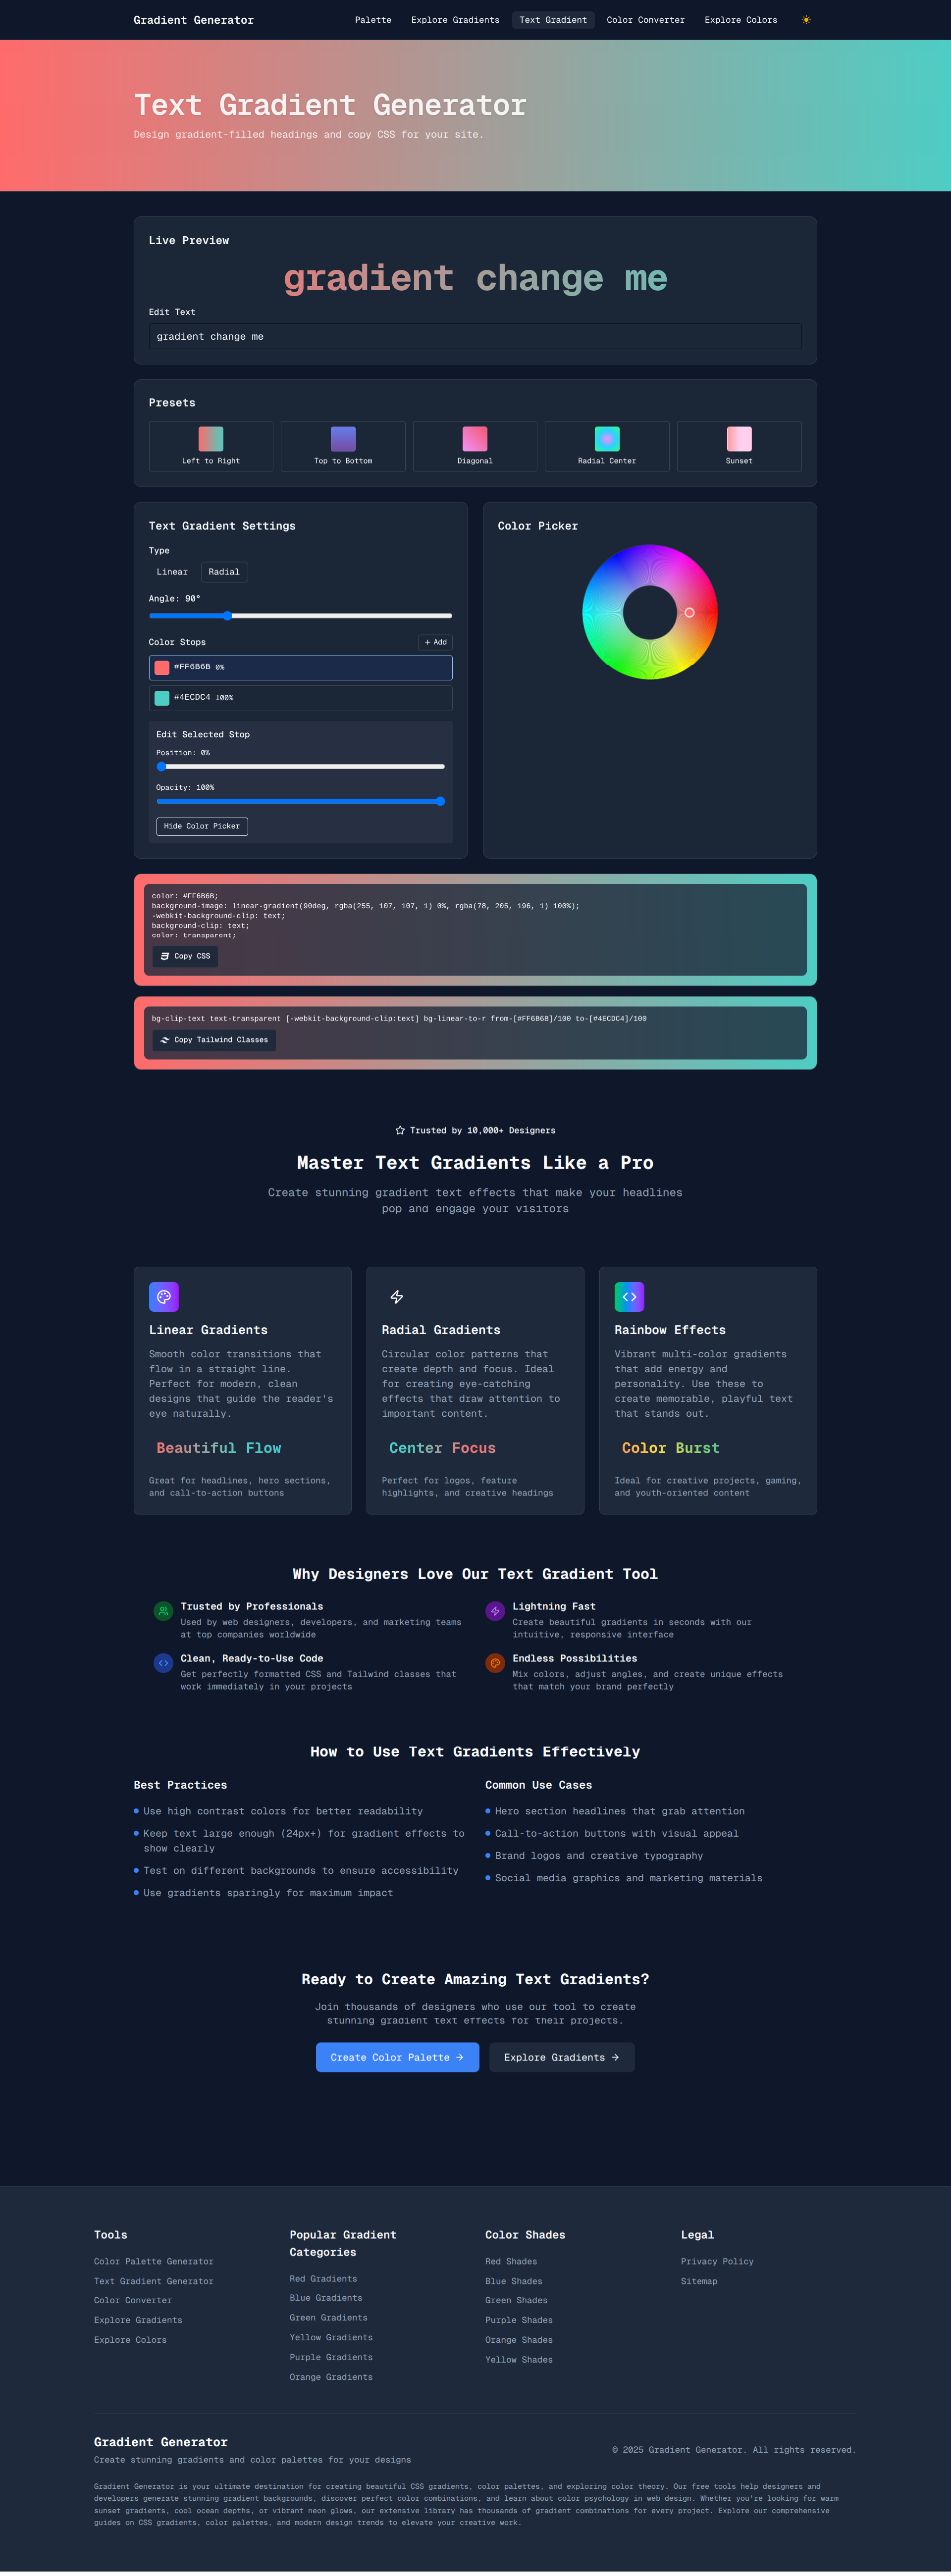 Gradient Generator
Palette
Explore Gradients
Text Gradient
Color Converter
Explore Colors
Text Gradient Generator
Design gradient-filled headings and copy CSS for your site.
Live Preview
gradient change me
Edit Text
gradient change me
Presets
Left to Right
Top to Bottom
Diagonal
Radial Center
Sunset
Text Gradient Settings
Type
Linear
Radial
Angle: 90°
Color Stops
+ Add
#FF6B6B 0%
#4ECDC4 100%
Edit Selected Stop
Position: 0%
Opacity: 100%
Hide Color Picker
Color Picker
color: #FF6B6B;
background-image: linear-gradient(90deg, rgba(255, 107, 107, 1) 0%, rgba(78, 205, 196, 1) 100%);
-webkit-background-clip: text;
background-clip: text;
color: transparent;
Copy CSS
bg-clip-text text-transparent [-webkit-background-clip:text] bg-linear-to-r from-[#FF6B6B]/100 to-[#4ECDC4]/100
Copy Tailwind Classes
Trusted by 10,000+ Designers
Master Text Gradients Like a Pro
Create stunning gradient text effects that make your headlines
pop and engage your visitors
Linear Gradients
Smooth color transitions that
flow in a straight line.
Perfect for modern, clean
designs that guide the reader's
eye naturally.
Beautiful Flow
Great for headlines, hero sections,
and call-to-action buttons
Radial Gradients
Circular color patterns that
create depth and focus. Ideal
for creating eye-catching
effects that draw attention to
important content.
Center Focus
Perfect for logos, feature
highlights, and creative headings
Rainbow Effects
Vibrant multi-color gradients
that add energy and
personality. Use these to
create memorable, playful text
that stands out.
Color Burst
Ideal for creative projects, gaming,
and youth-oriented content
Why Designers Love Our Text Gradient Tool
Trusted by Professionals
Used by web designers, developers, and marketing teams
at top companies worldwide
Lightning Fast
Create beautiful gradients in seconds with our
intuitive, responsive interface
Clean, Ready-to-Use Code
Get perfectly formatted CSS and Tailwind classes that
work immediately in your projects
Endless Possibilities
Mix colors, adjust angles, and create unique effects
that match your brand perfectly
How to Use Text Gradients Effectively
Best Practices
Use high contrast colors for better readability
Keep text large enough (24px+) for gradient effects to
show clearly
Test on different backgrounds to ensure accessibility
Use gradients sparingly for maximum impact
Common Use Cases
Hero section headlines that grab attention
Call-to-action buttons with visual appeal
Brand logos and creative typography
Social media graphics and marketing materials
Ready to Create Amazing Text Gradients?
Join thousands of designers who use our tool to create
stunning gradient text effects for their projects.
Create Color Palette →
Explore Gradients →
Tools
Color Palette Generator
Text Gradient Generator
Color Converter
Explore Gradients
Explore Colors
Popular Gradient
Categories
Red Gradients
Blue Gradients
Green Gradients
Yellow Gradients
Purple Gradients
Orange Gradients
Color Shades
Red Shades
Blue Shades
Green Shades
Purple Shades
Orange Shades
Yellow Shades
Legal
Privacy Policy
Sitemap
Gradient Generator
Create stunning gradients and color palettes for your designs
© 2025 Gradient Generator. All rights reserved.
Gradient Generator is your ultimate destination for creating beautiful CSS gradients, color palettes, and exploring color theory. Our free tools help designers and
developers generate stunning gradient backgrounds, discover perfect color combinations, and learn about color psychology in web design. Whether you're looking for warm
sunset gradients, cool ocean depths, or vibrant neon glows, our extensive library has thousands of gradient combinations for every project. Explore our comprehensive
guides on CSS gradients, color palettes, and modern design trends to elevate your creative work.